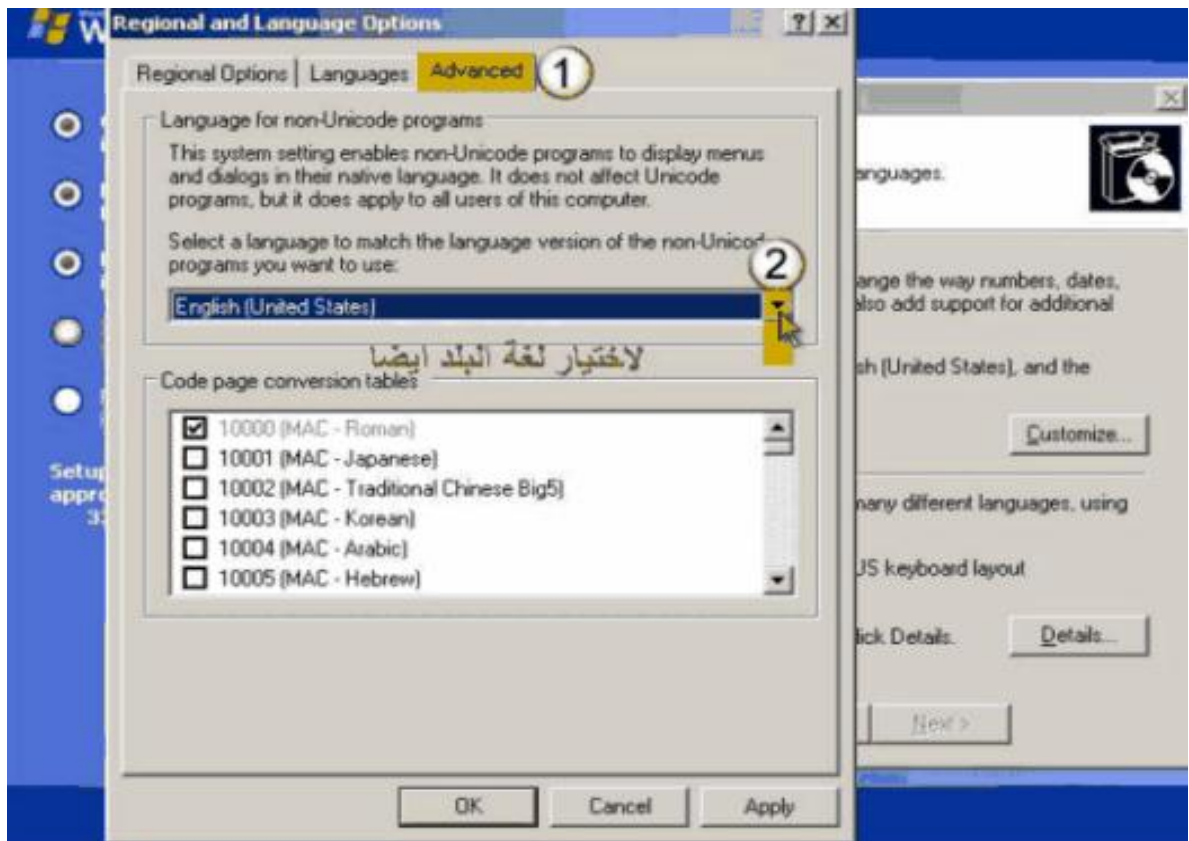 W
Regional and Language Options
Regional Options
Languages
Advanced
1
Language for non-Unicode programs
This system setting enables non-Unicode programs to display menus
and dialogs in their native language. It does not affect Unicode
programs, but it does apply to all users of this computer.
Select a language to match the language version of the non-Unicod
programs you want to use:
2
English (United States)
لاختيار لغة البلد ايضا
Code page conversion tables
10000 (MAC - Roman)
10001 (MAC - Japanese)
10002 (MAC - Traditional Chinese Big5)
10003 (MAC - Korean)
10004 (MAC - Arabic)
10005 (MAC - Hebrew)
OK
Cancel
Apply
Setup
appro
anguages.
ange the way numbers, dates,
also add support for additional
sh (United States), and the
Customize...
many different languages, using
US keyboard layout
lick Details.
Details...
Next >